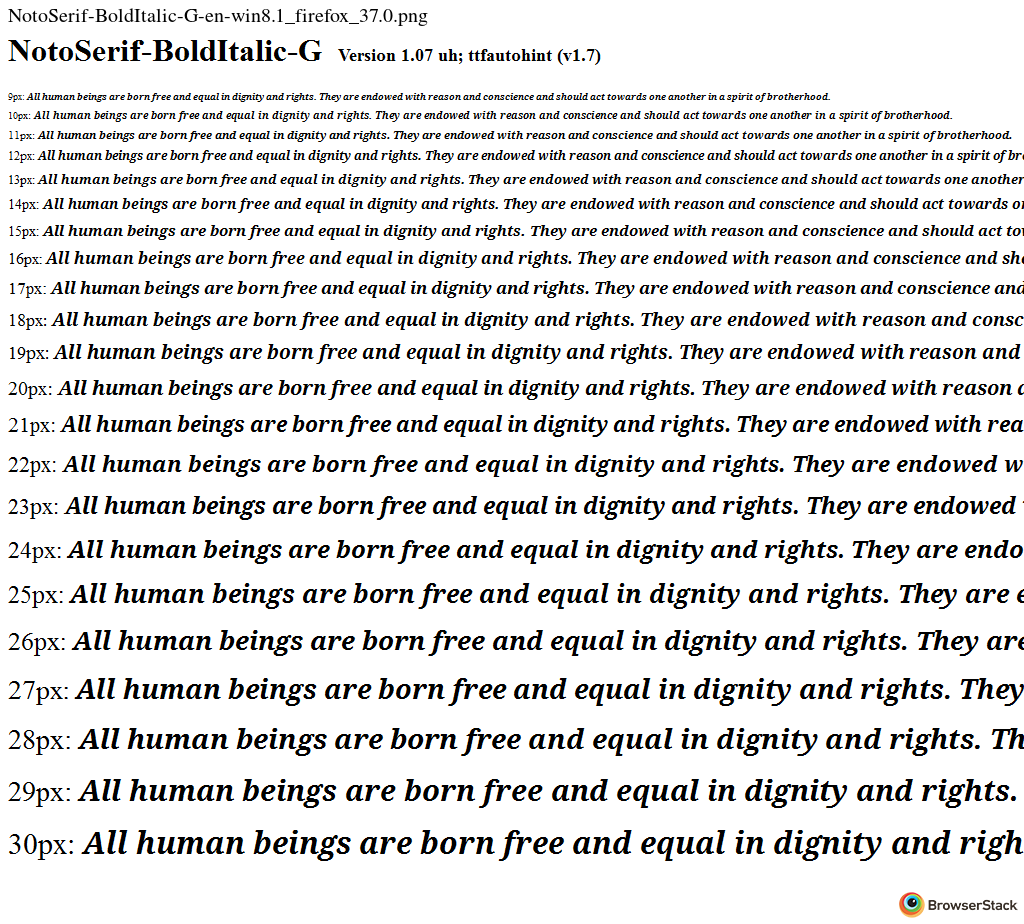 NotoSerif-BoldItalic-G-en-win8.1_firefox_37.0.png
NotoSerif-BoldItalic-G Version 1.07 uh; ttfautohint (v1.7)
9px: All human beings are born free and equal in dignity and rights. They are endowed with reason and conscience and should act towards one another in a spirit of brotherhood.
10px: All human beings are born free and equal in dignity and rights. They are endowed with reason and conscience and should act towards one another in a spirit of brotherhood.
11px: All human beings are born free and equal in dignity and rights. They are endowed with reason and conscience and should act towards one another in a spirit of brotherhood.
12px: All human beings are born free and equal in dignity and rights. They are endowed with reason and conscience and should act towards one another in a spirit of br
13px: All human beings are born free and equal in dignity and rights. They are endowed with reason and conscience and should act towards one another
14px: All human beings are born free and equal in dignity and rights. They are endowed with reason and conscience and should act towards o
15px: All human beings are born free and equal in dignity and rights. They are endowed with reason and conscience and should act to
16px: All human beings are born free and equal in dignity and rights. They are endowed with reason and conscience and sh
17px: All human beings are born free and equal in dignity and rights. They are endowed with reason and conscience and
18px: All human beings are born free and equal in dignity and rights. They are endowed with reason and consc
19px: All human beings are born free and equal in dignity and rights. They are endowed with reason and
20px: All human beings are born free and equal in dignity and rights. They are endowed with reason a
21px: All human beings are born free and equal in dignity and rights. They are endowed with rea
22px: All human beings are born free and equal in dignity and rights. They are endowed w
23px: All human beings are born free and equal in dignity and rights. They are endowed
24px: All human beings are born free and equal in dignity and rights. They are endo
25px: All human beings are born free and equal in dignity and rights. They are e
26px: All human beings are born free and equal in dignity and rights. They are
27px: All human beings are born free and equal in dignity and rights. They
28px: All human beings are born free and equal in dignity and rights. Th
29px: All human beings are born free and equal in dignity and rights.
30px: All human beings are born free and equal in dignity and righ
BrowserStack